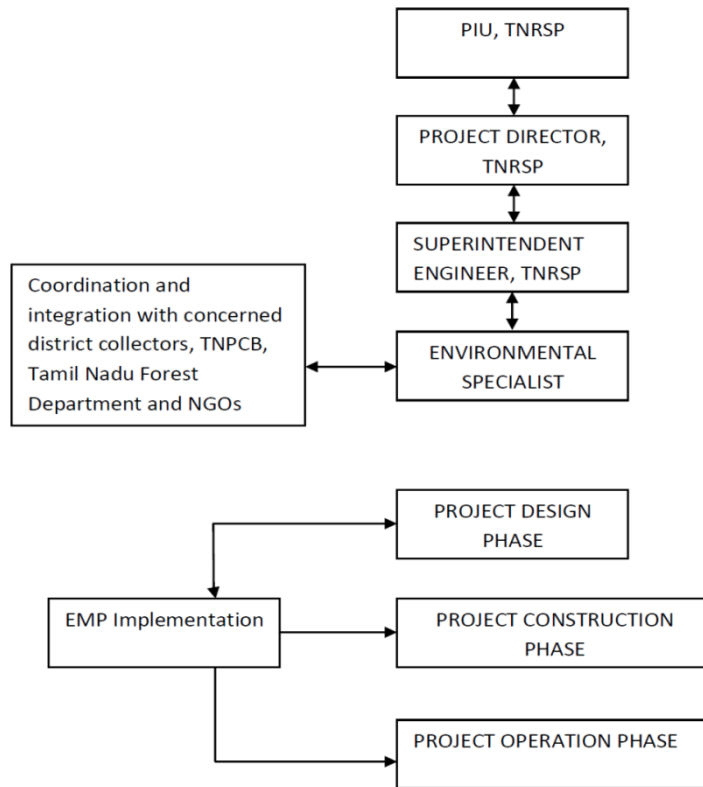 PIU, TNRSP
PROJECT DIRECTOR,
TNRSP
SUPERINTENDENT
ENGINEER, TNRSP
Coordination and
integration with concerned
district collectors, TNPCB,
Tamil Nadu Forest
Department and NGOs
ENVIRONMENTAL
SPECIALIST
PROJECT DESIGN
PHASE
EMP Implementation
PROJECT CONSTRUCTION
PHASE
PROJECT OPERATION PHASE